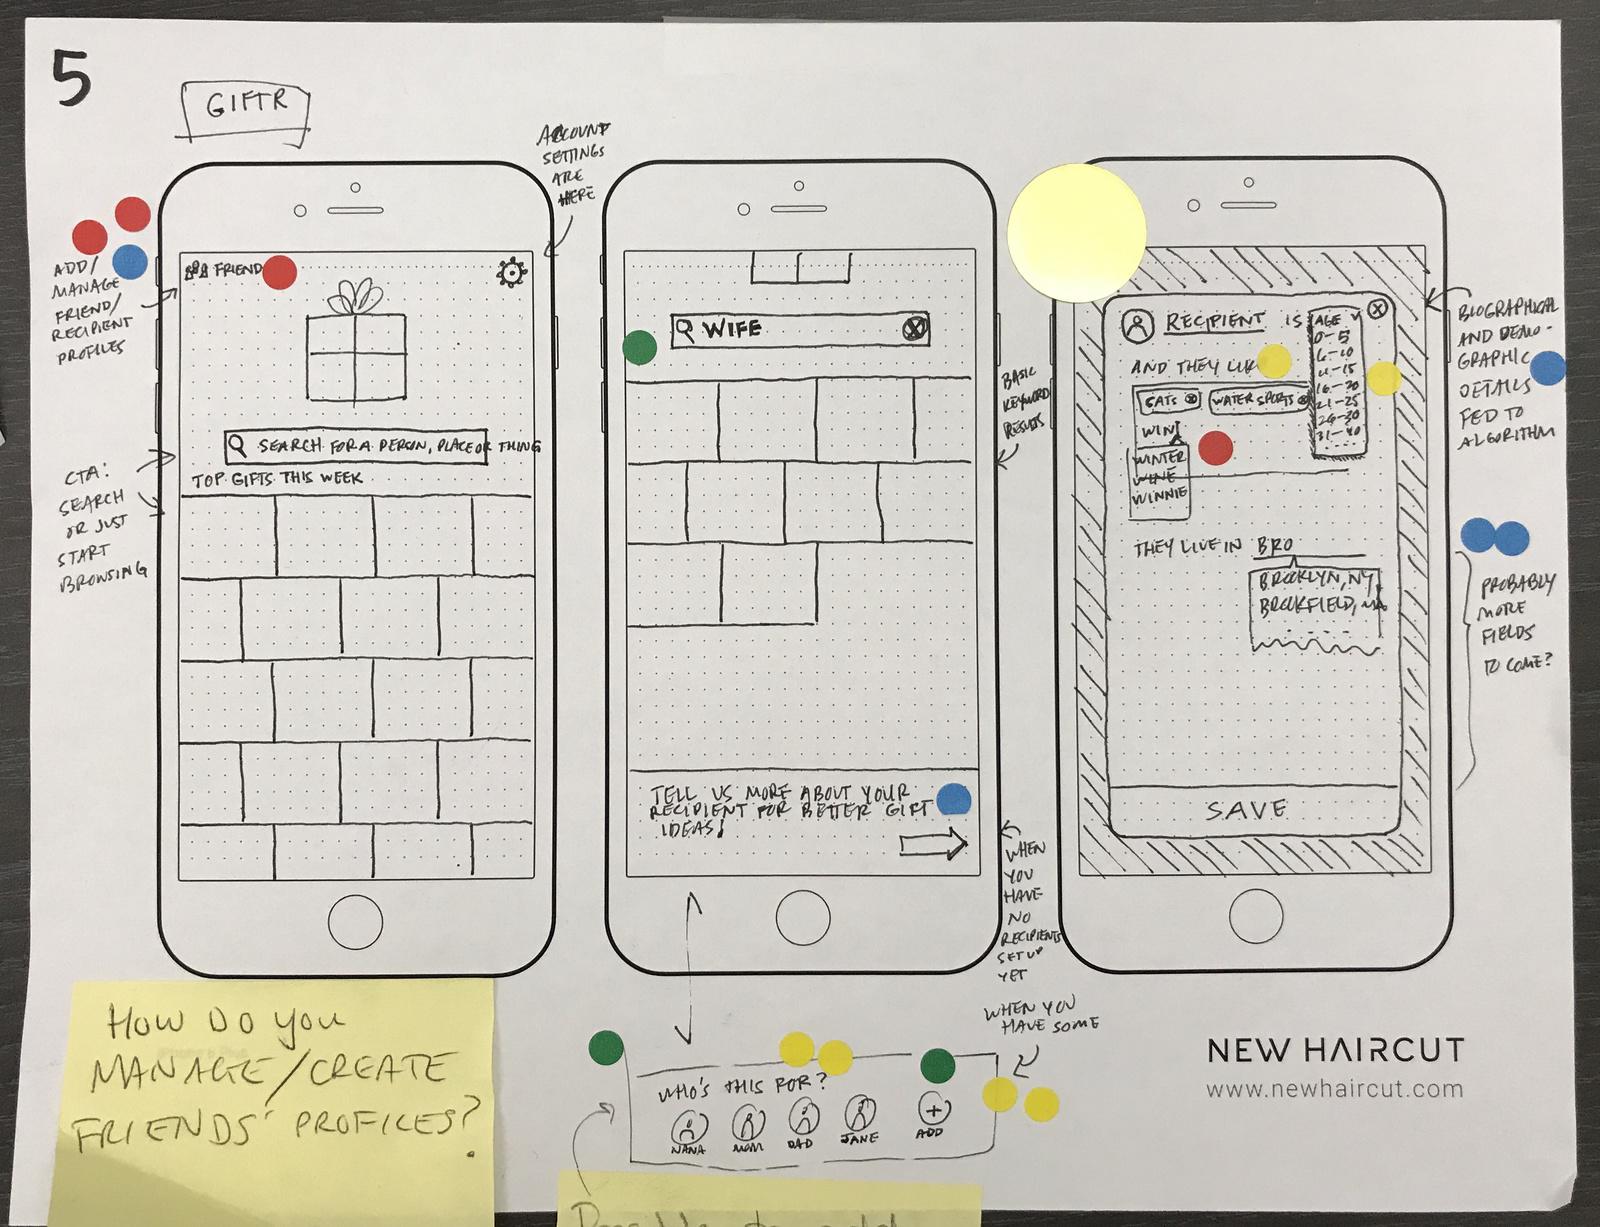 5
GIFTR
ACCOUNT
SETTINGS
ARE
HERE
ADD/
MANAGE
FRIEND/
RECIPIENT
PROFILES
CTA:
SEARCH
OR JUST
START
BROWSING
FRIEND
SEARCH FOR A PERSON, PLACE OR THING
TOP GIFTS THIS WEEK
WIFE
BASIC
KEYWORD
RESULTS
TELL US MORE ABOUT YOUR
RECIPIENT FOR BETTER GIFT
IDEAS!
WHEN
YOU
HAVE
NO
RECIPIENTS
SET UP
YET
RECIPIENT IS
AGE
0-5
6-10
11-15
16-20
21-25
26-30
31-40
AND THEY LIKE
CATS
WATER SPORTS
WIN
WINTER
WINE
WINNIE
THEY LIVE IN BRO
BROOKLYN, NY
BROOKFIELD, MA
SAVE
BIOGRAPHICAL
AND DEMO-
GRAPHIC
DETAILS
FED TO
ALGORITHM
PROBABLY
MORE
FIELDS
TO COME?
WHEN YOU
HAVE SOME
WHO'S THIS FOR?
NANA
MOM
DAD
JANE
ADD
HOW DO YOU
MANAGE/CREATE
FRIENDS' PROFILES?
NEW HAIRCUT
www.newhaircut.com